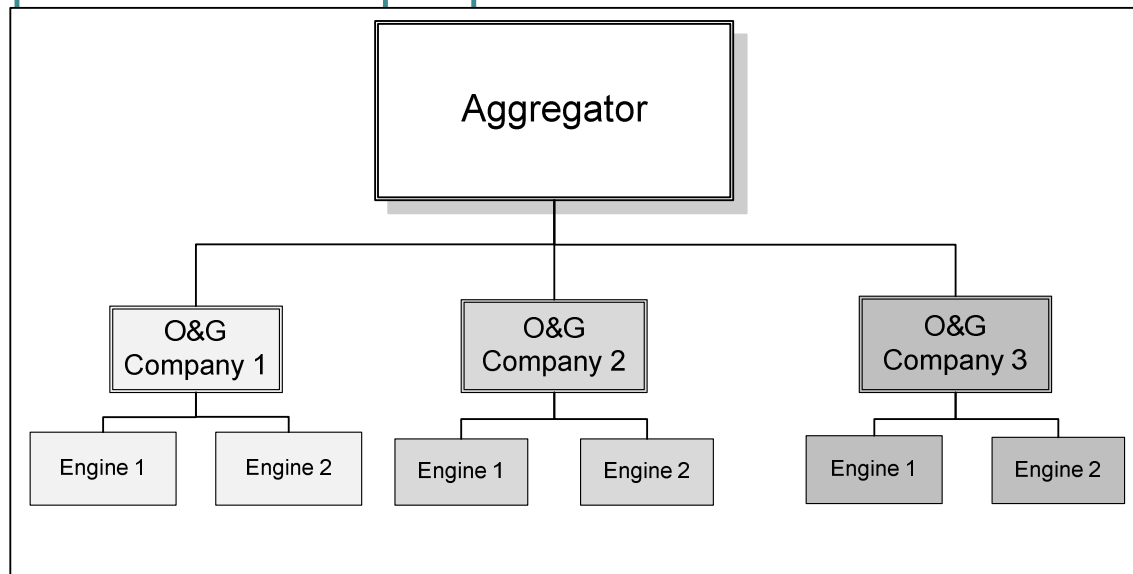 Aggregator
O&G
Company 1
O&G
Company 2
O&G
Company 3
Engine 1
Engine 2
Engine 1
Engine 2
Engine 1
Engine 2